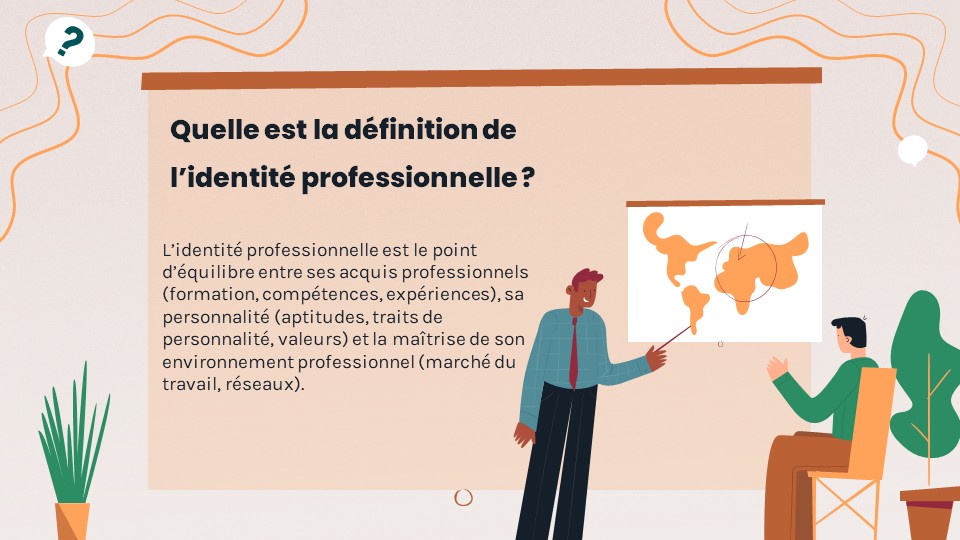 ?
Quelle est la définition de
l’identité professionnelle ?
L’identité professionnelle est le point
d’équilibre entre ses acquis professionnels
(formation, compétences, expériences), sa
personnalité (aptitudes, traits de
personnalité, valeurs) et la maîtrise de son
environnement professionnel (marché du
travail, réseaux).